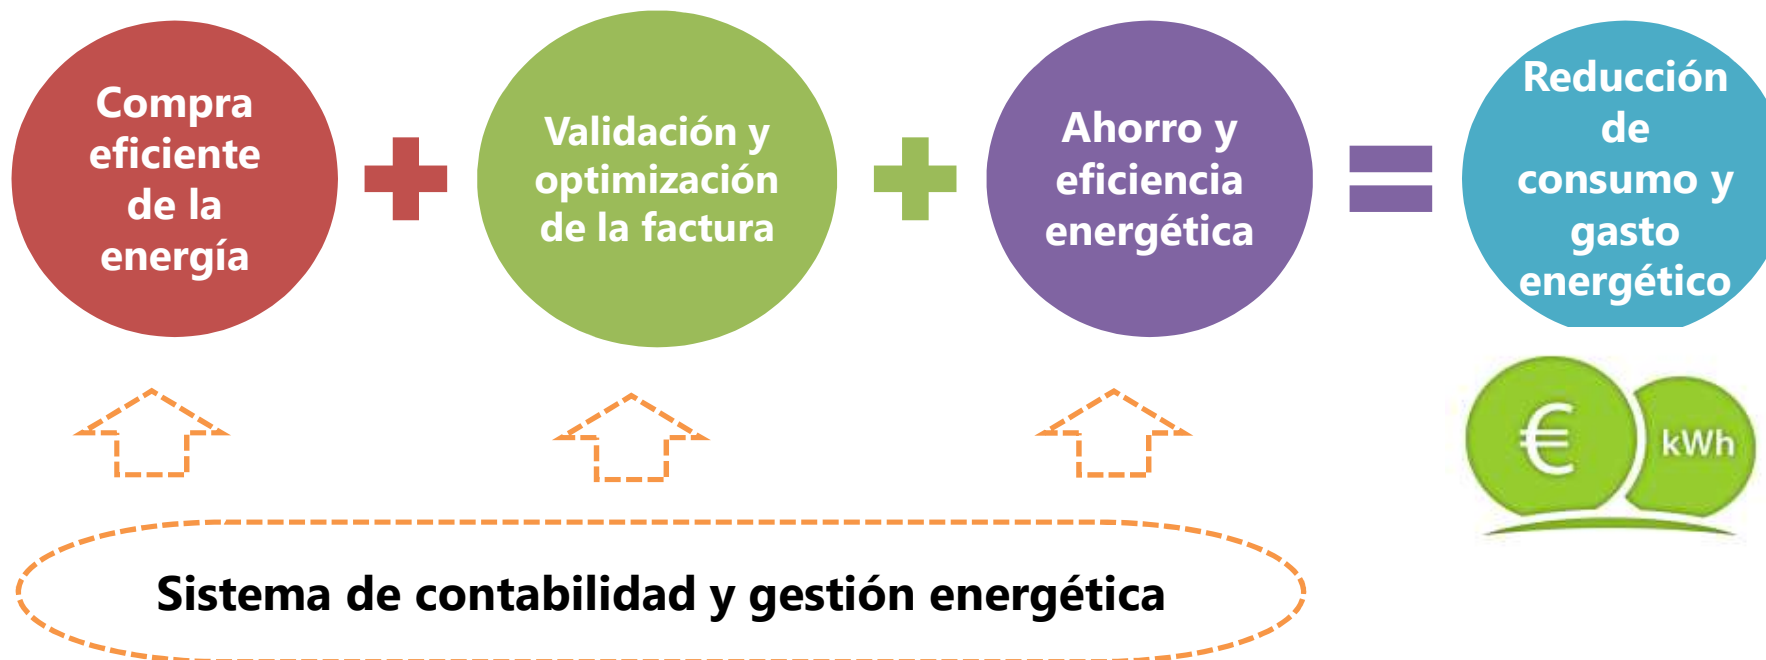 Compra
eficiente
de la
energía
Validación y
optimización
de la factura
Ahorro y
eficiencia
energética
Reducción
de
consumo y
gasto
energético
€
kWh
Sistema de contabilidad y gestión energética